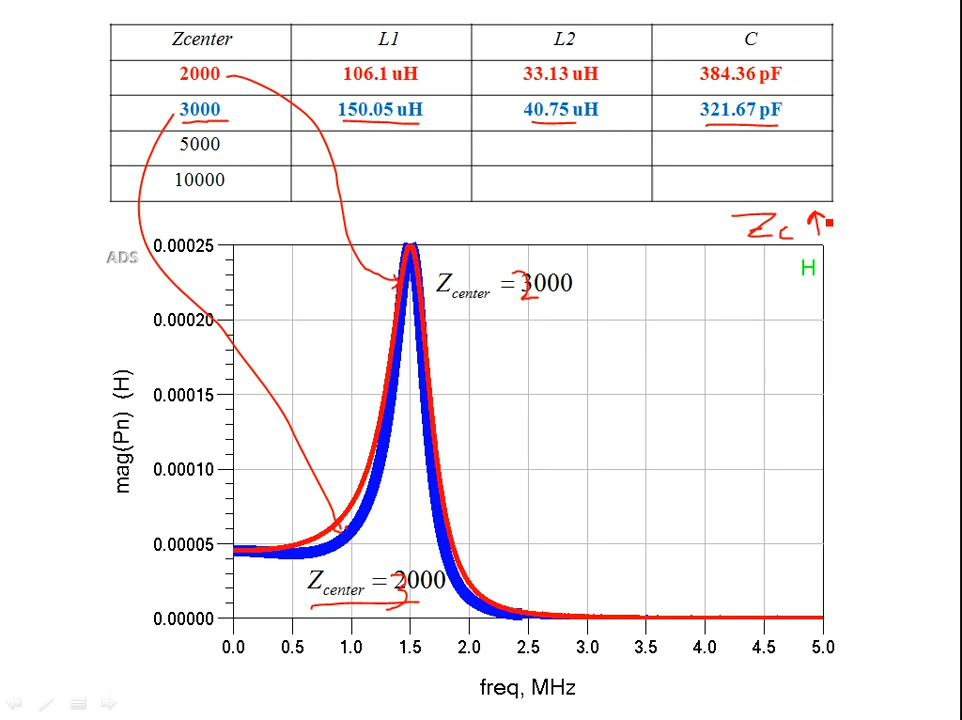 Zcenter L1 L2 C
2000 106.1 uH 33.13 uH 384.36 pF
3000 150.05 uH 40.75 uH 321.67 pF
5000
10000
Zc ↑
ADS
H
Zcenter = 3000
2
Zcenter = 2000
3
mag(Pn) (H)
0.00025
0.00020
0.00015
0.00010
0.00005
0.00000
0.0 0.5 1.0 1.5 2.0 2.5 3.0 3.5 4.0 4.5 5.0
freq, MHz